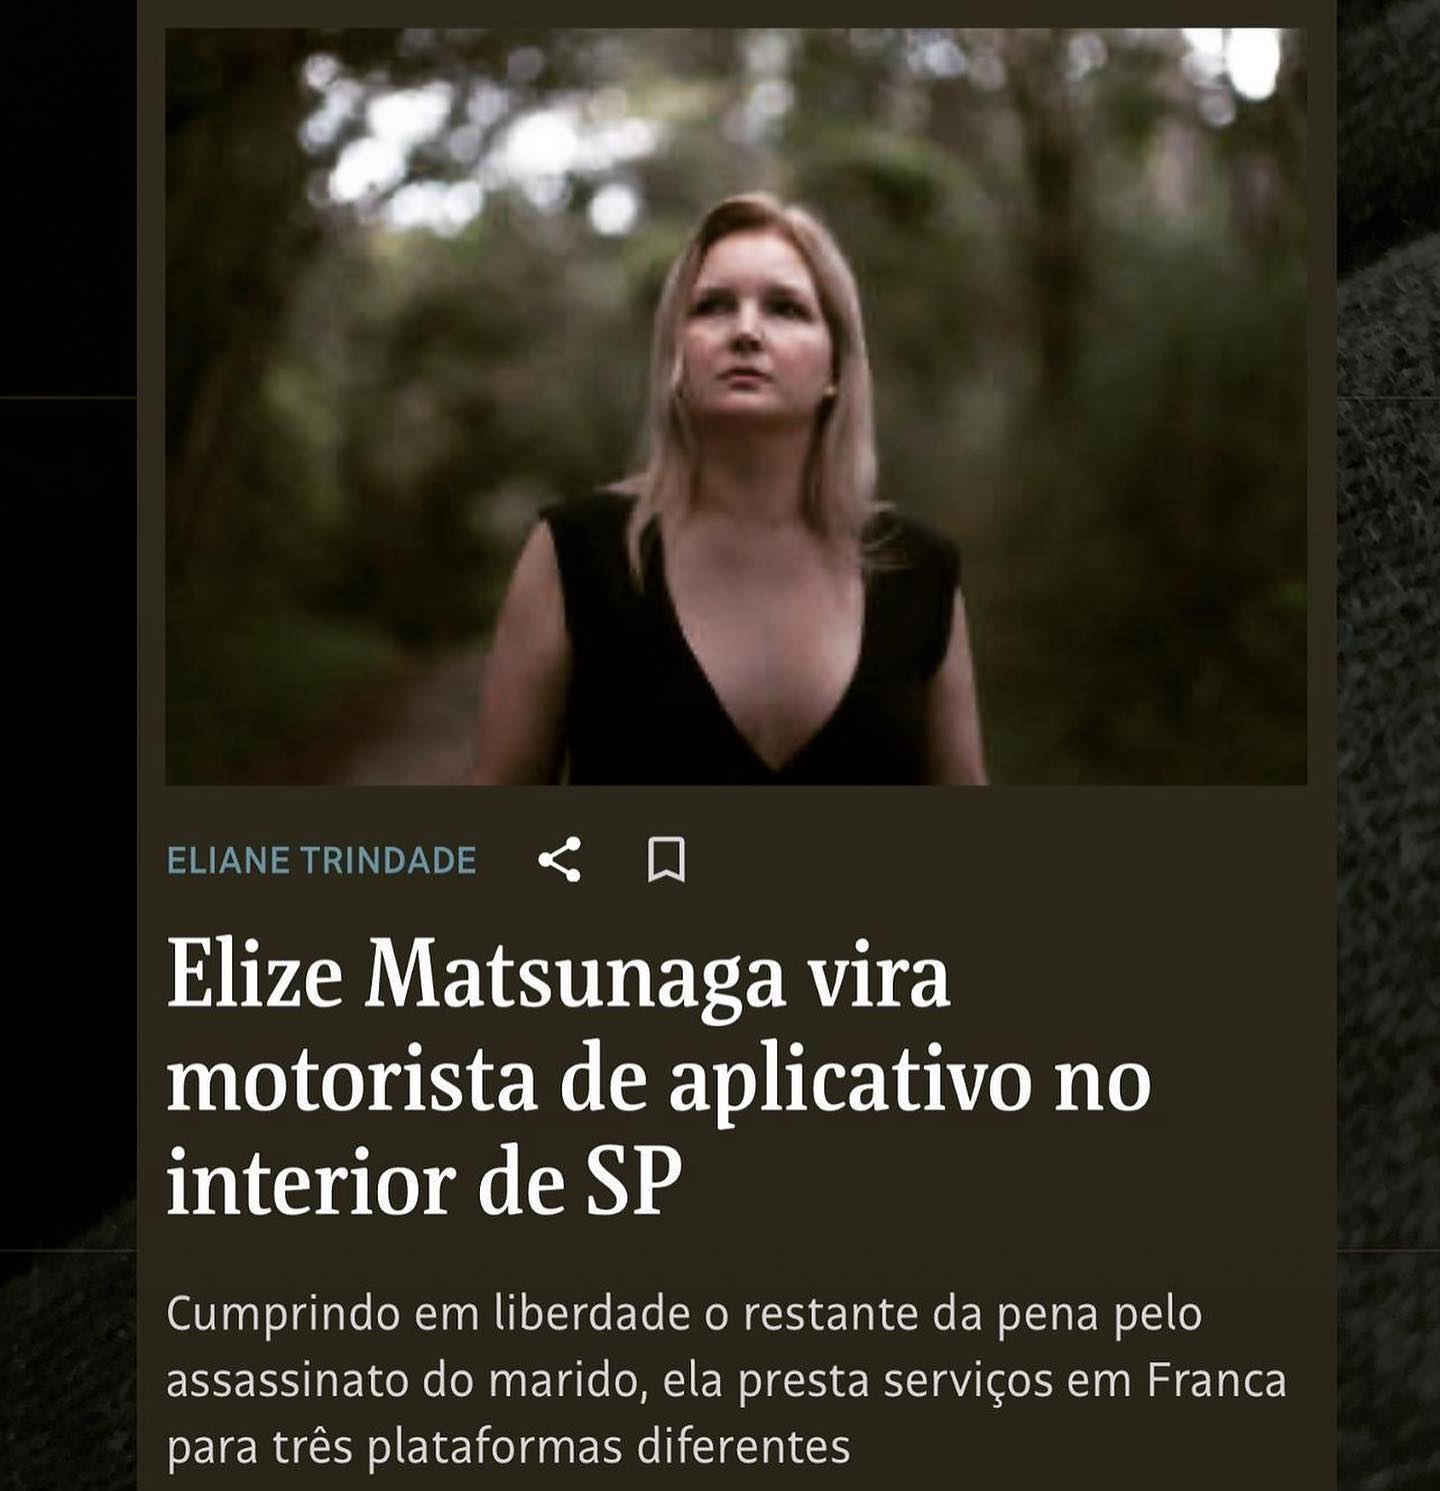 ELIANE TRINDADE
Elize Matsunaga vira
motorista de aplicativo no
interior de SP
Cumprindo em liberdade o restante da pena pelo
assassinato do marido, ela presta serviços em Franca
para três plataformas diferentes